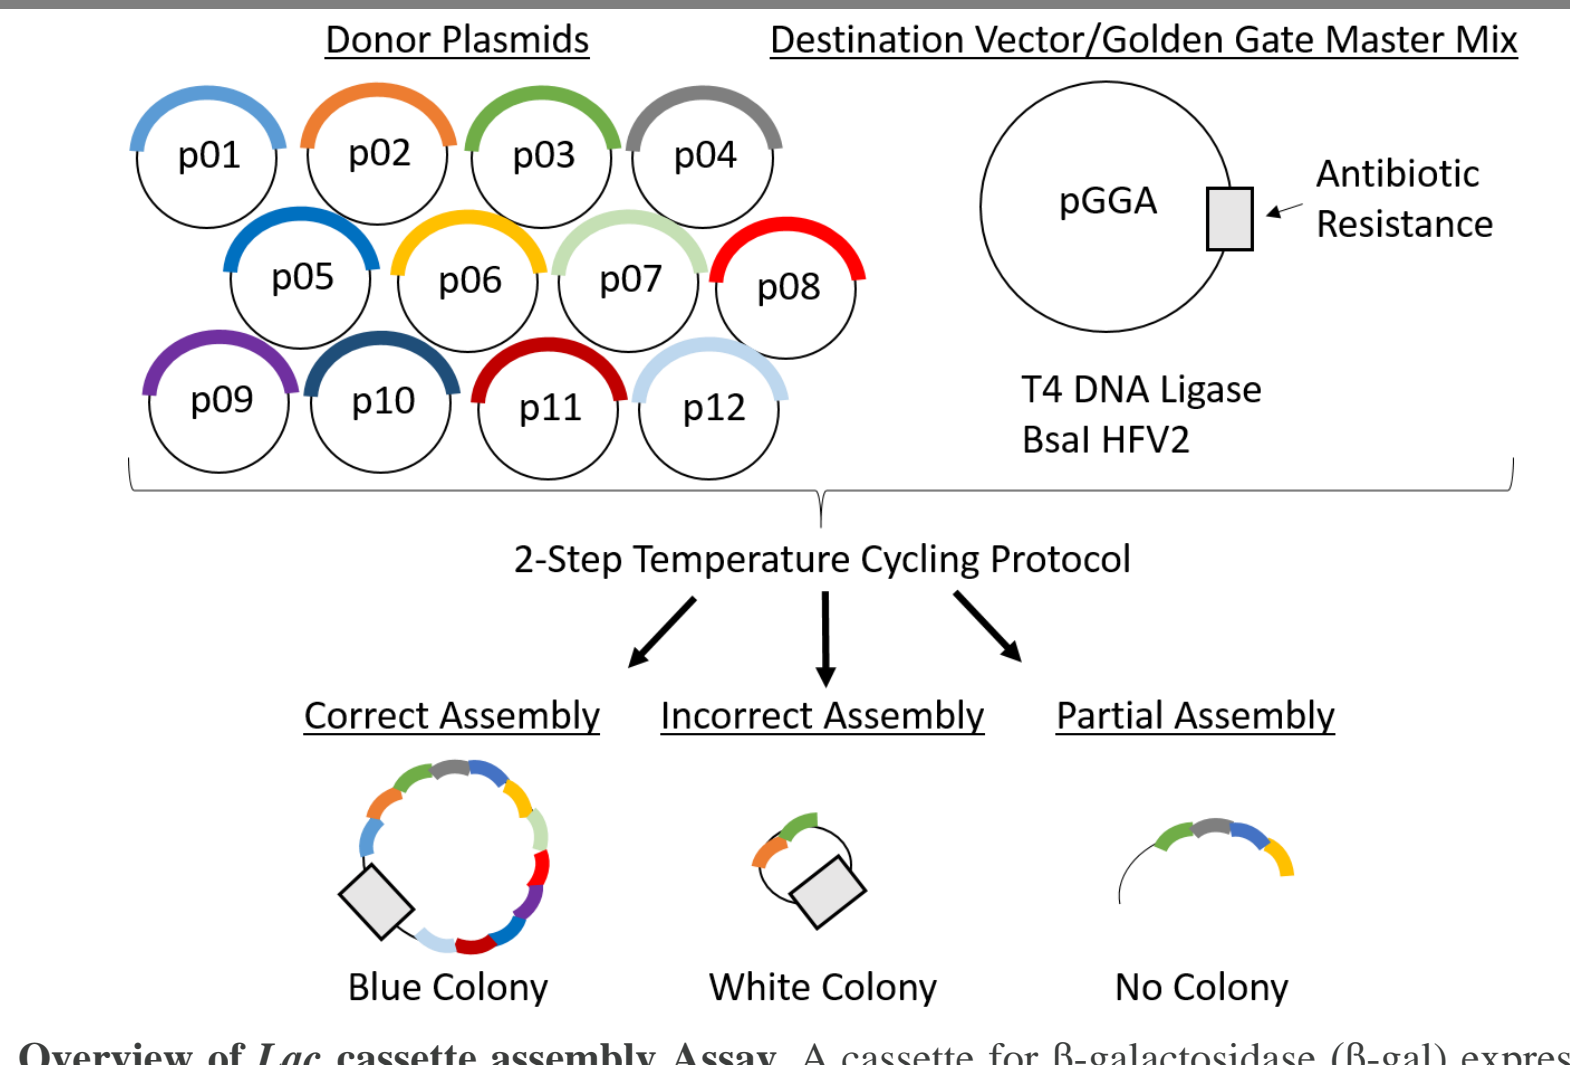 Donor Plasmids
Destination Vector/Golden Gate Master Mix
p01
p02
p03
p04
p05
p06
p07
p08
p09
p10
p11
p12
pGGA
Antibiotic
Resistance
T4 DNA Ligase
BsaI HFV2
2-Step Temperature Cycling Protocol
Correct Assembly
Incorrect Assembly
Partial Assembly
Blue Colony
White Colony
No Colony
Overview of Lac cassette assembly Assay. A cassette for β-galactosidase (β-gal) expres